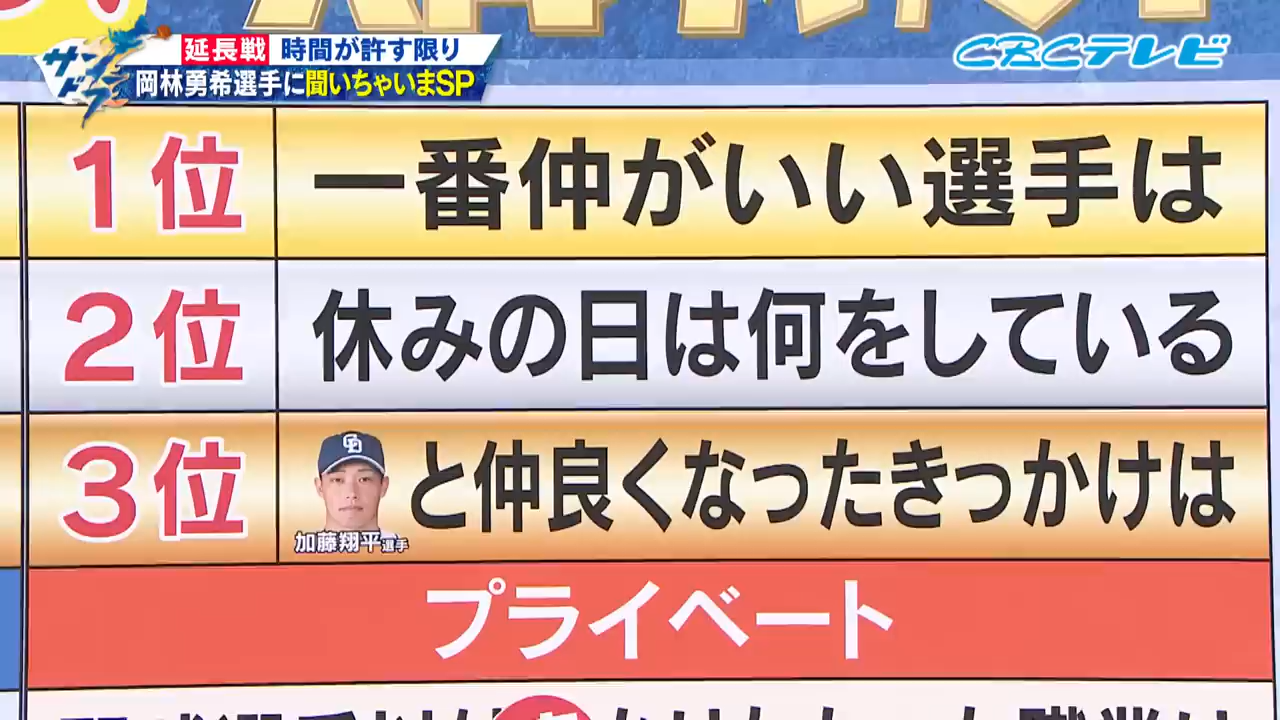 サンドラ
延長戦 時間が許す限り
岡林勇希選手に聞いちゃいまSP
CBCテレビ
1位 一番仲がいい選手は
2位 休みの日は何をしている
3位 と仲良くなったきっかけは
加藤翔平選手
プライベート